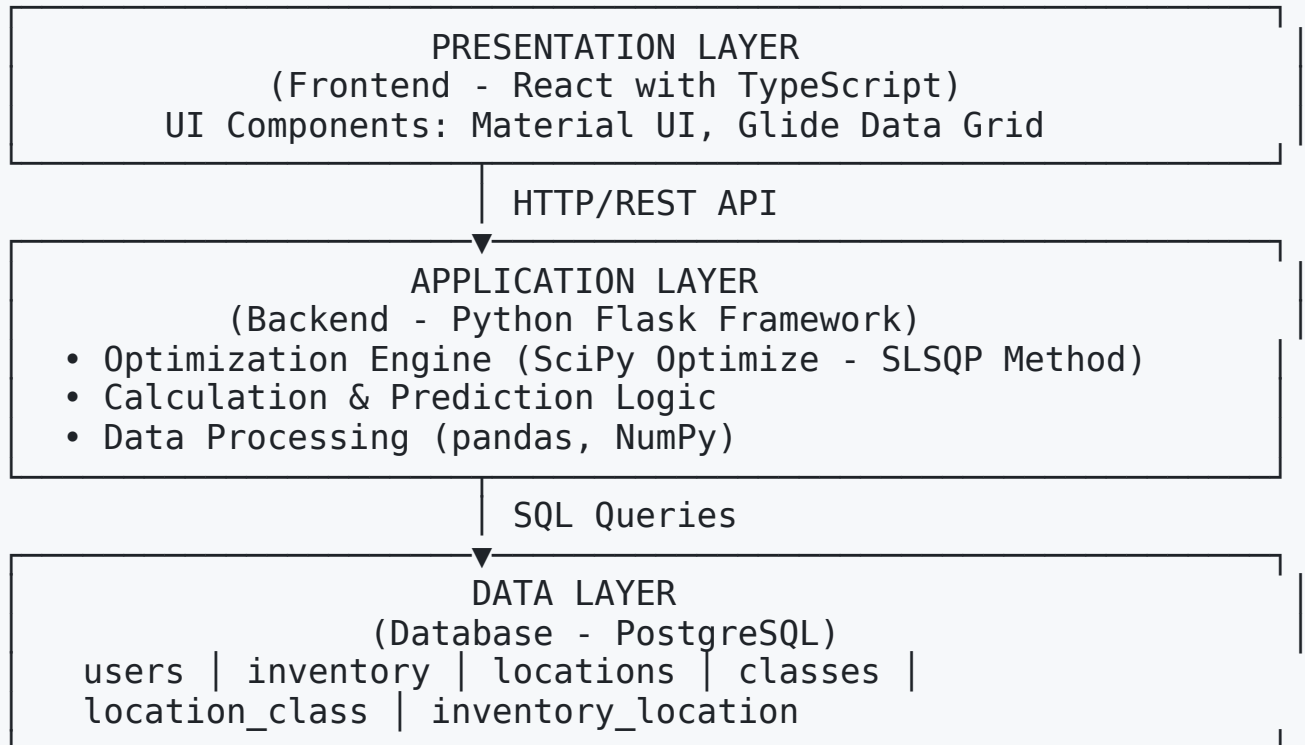 PRESENTATION LAYER
(Frontend - React with TypeScript)
UI Components: Material UI, Glide Data Grid
HTTP/REST API
APPLICATION LAYER
(Backend - Python Flask Framework)
• Optimization Engine (SciPy Optimize - SLSQP Method)
• Calculation & Prediction Logic
• Data Processing (pandas, NumPy)
SQL Queries
DATA LAYER
(Database - PostgreSQL)
users │ inventory │ locations │ classes │
location_class │ inventory_location